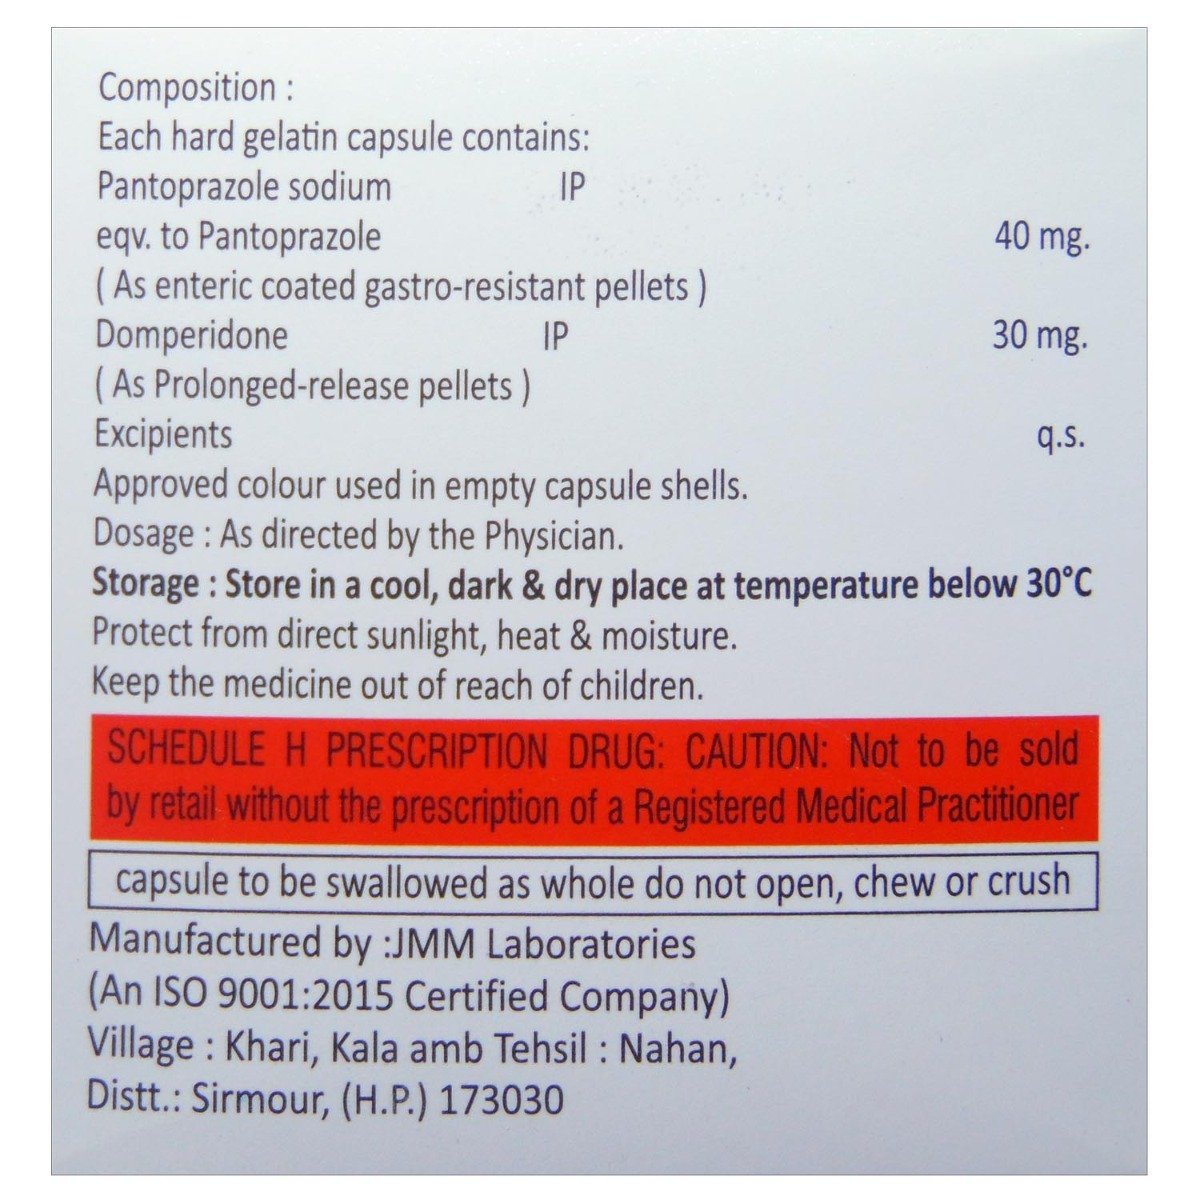 Composition :
Each hard gelatin capsule contains:
Pantoprazole sodium IP
eqv. to Pantoprazole 40 mg.
( As enteric coated gastro-resistant pellets )
Domperidone IP 30 mg.
( As Prolonged-release pellets )
Excipients q.s.
Approved colour used in empty capsule shells.
Dosage : As directed by the Physician.
Storage : Store in a cool, dark & dry place at temperature below 30°C
Protect from direct sunlight, heat & moisture.
Keep the medicine out of reach of children.
SCHEDULE H PRESCRIPTION DRUG: CAUTION: Not to be sold
by retail without the prescription of a Registered Medical Practitioner
capsule to be swallowed as whole do not open, chew or crush
Manufactured by :JMM Laboratories
(An ISO 9001:2015 Certified Company)
Village : Khari, Kala amb Tehsil : Nahan,
Distt.: Sirmour, (H.P.) 173030